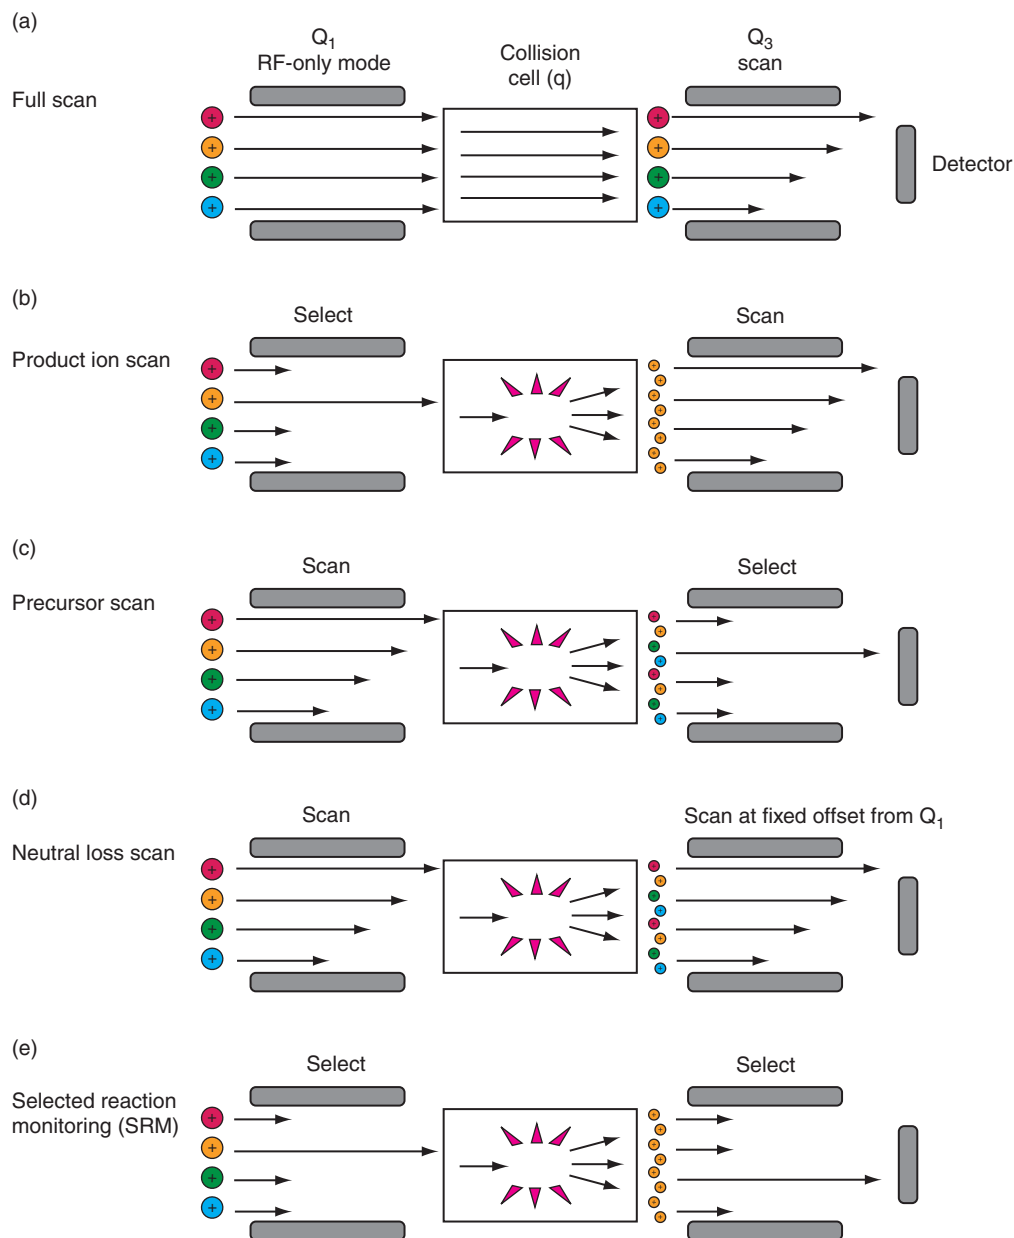 (a)
Q1
RF-only mode
Collision
cell (q)
Q3
scan
Full scan
Detector
(b)
Select
Scan
Product ion scan
(c)
Scan
Select
Precursor scan
(d)
Scan
Scan at fixed offset from Q1
Neutral loss scan
(e)
Select
Select
Selected reaction
monitoring (SRM)